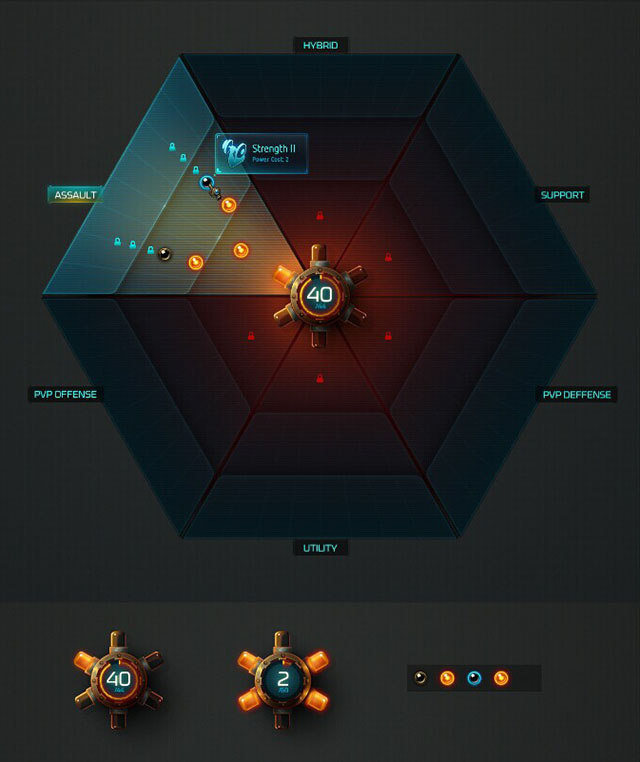 HYBRID
Strength II
Power Cost: 2
ASSAULT
SUPPORT
40
PVP OFFENSE
PVP DEFFENSE
UTILITY
40
2